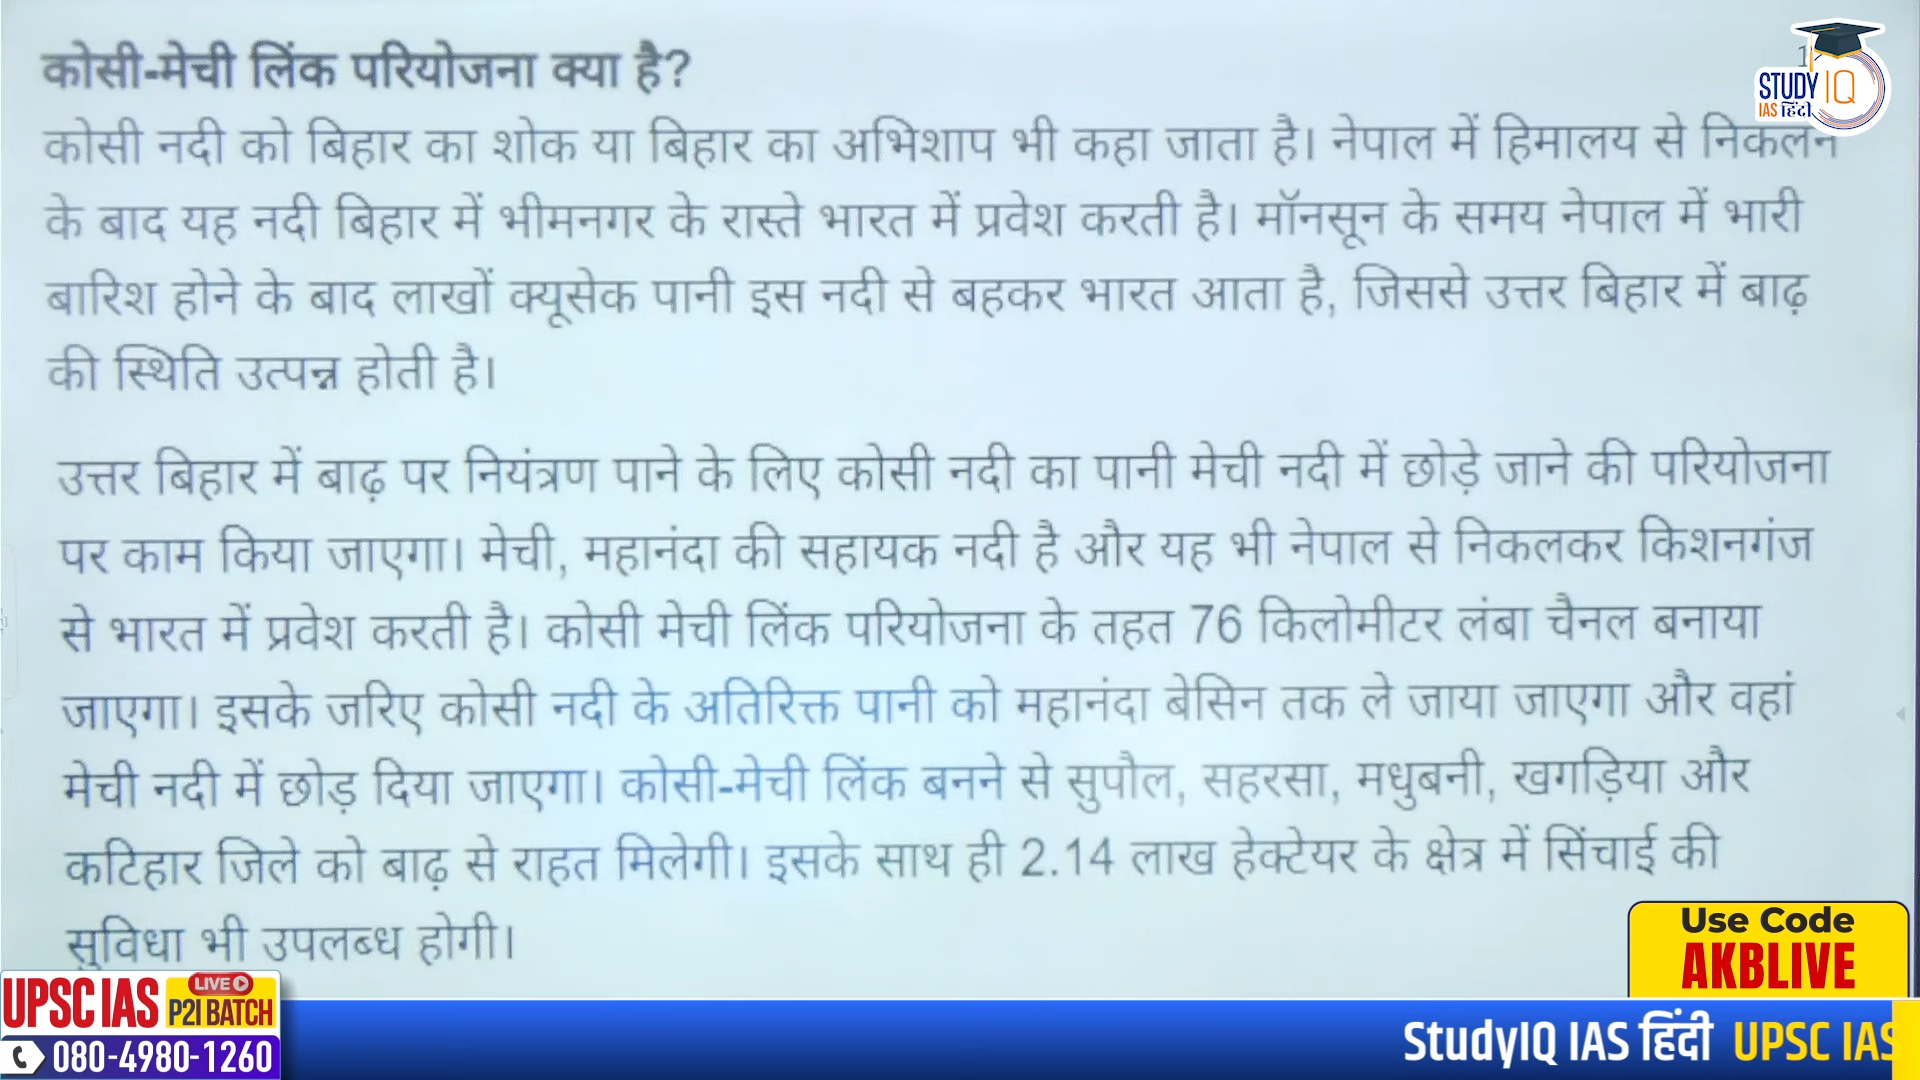 कोसी-मेची लिंक परियोजना क्या है?
1
STUDY IQ
IAS हिंदी
कोसी नदी को बिहार का शोक या बिहार का अभिशाप भी कहा जाता है। नेपाल में हिमालय से निकलने
के बाद यह नदी बिहार में भीमनगर के रास्ते भारत में प्रवेश करती है। मॉनसून के समय नेपाल में भारी
बारिश होने के बाद लाखों क्यूसेक पानी इस नदी से बहकर भारत आता है, जिससे उत्तर बिहार में बाढ़
की स्थिति उत्पन्न होती है।
उत्तर बिहार में बाढ़ पर नियंत्रण पाने के लिए कोसी नदी का पानी मेची नदी में छोड़े जाने की परियोजना
पर काम किया जाएगा। मेची, महानंदा की सहायक नदी है और यह भी नेपाल से निकलकर किशनगंज
से भारत में प्रवेश करती है। कोसी मेची लिंक परियोजना के तहत 76 किलोमीटर लंबा चैनल बनाया
जाएगा। इसके जरिए कोसी नदी के अतिरिक्त पानी को महानंदा बेसिन तक ले जाया जाएगा और वहां
मेची नदी में छोड़ दिया जाएगा। कोसी-मेची लिंक बनने से सुपौल, सहरसा, मधुबनी, खगड़िया और
कटिहार जिले को बाढ़ से राहत मिलेगी। इसके साथ ही 2.14 लाख हेक्टेयर के क्षेत्र में सिंचाई की
सुविधा भी उपलब्ध होगी।
Use Code
AKBLIVE
UPSC IAS LIVE P2I BATCH
080-4980-1260
StudyIQ IAS हिंदी UPSC IAS